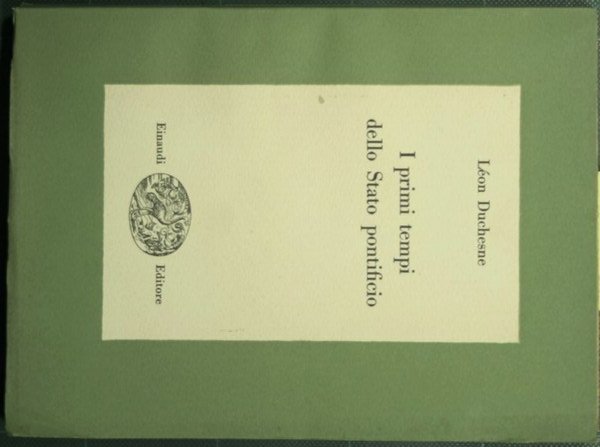 Léon Duchesne
I primi tempi
dello Stato pontificio
Einaudi Editore